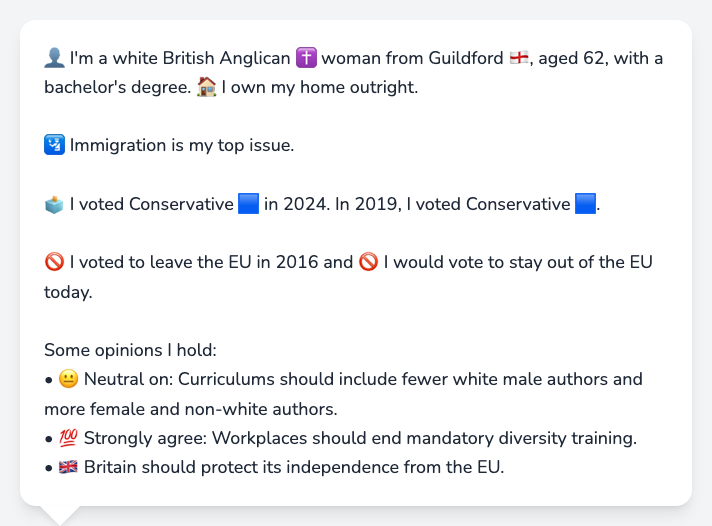 👤 I'm a white British Anglican ✝️ woman from Guildford 🏴󠁧󠁢󠁥󠁮󠁧󠁿, aged 62, with a
bachelor's degree. 🏠 I own my home outright.
🛂 Immigration is my top issue.
🗳️ I voted Conservative 🟦 in 2024. In 2019, I voted Conservative 🟦.
🚫 I voted to leave the EU in 2016 and 🚫 I would vote to stay out of the EU
today.
Some opinions I hold:
• 😐 Neutral on: Curriculums should include fewer white male authors and
more female and non-white authors.
• 💯 Strongly agree: Workplaces should end mandatory diversity training.
• 🇬🇧 Britain should protect its independence from the EU.